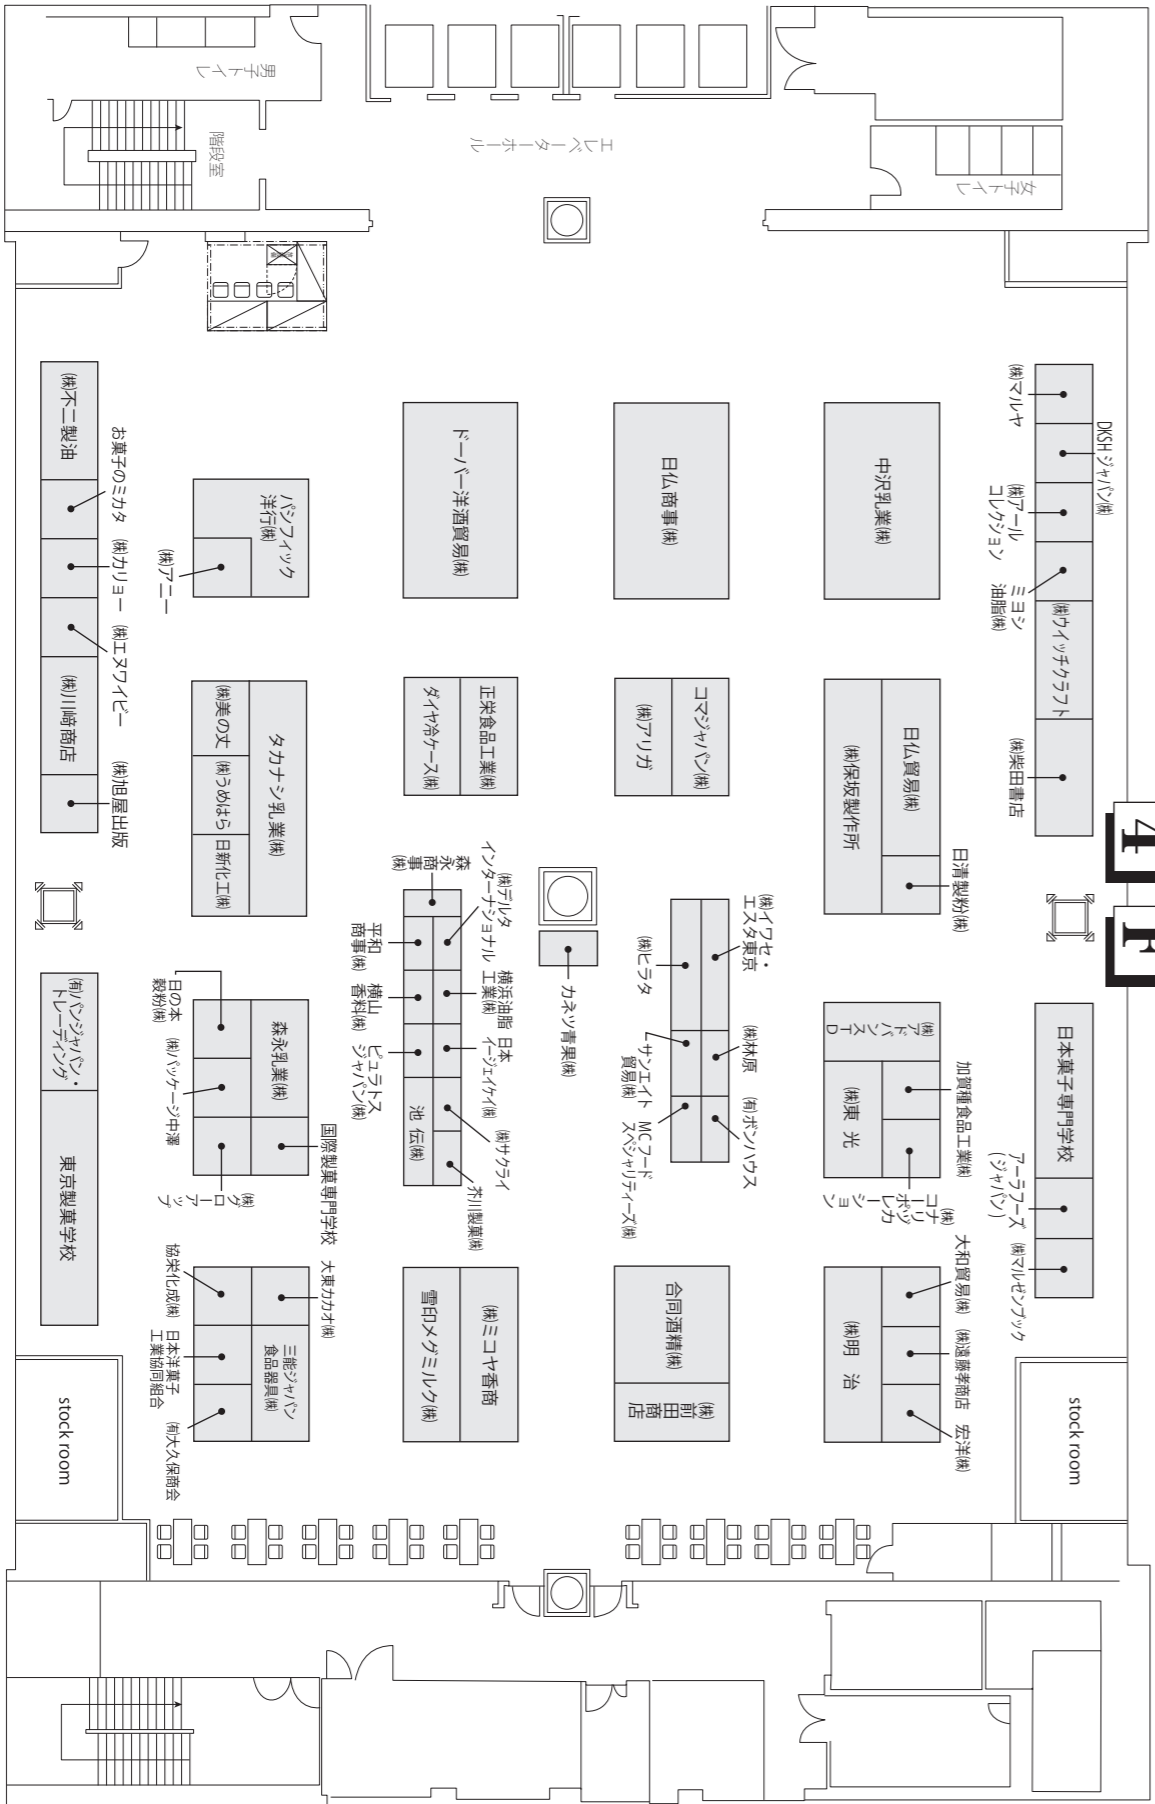 男子トイレ
階段室
エレベーターホール
女子トイレ
4F
㈱マルヤ
DKSHジャパン㈱
㈱アール
コレクション
ミヨシ
油脂㈱
㈱ウイッチクラフト
㈱柴田書店
日本菓子専門学校
アーラフーズ
(ジャパン)
㈱マルゼンブック
stock room
中沢乳業㈱
日仏貿易㈱
㈱保坂製作所
日清製粉㈱
㈱アドバンスTD
加賀種食品工業㈱
㈱東 光
㈱ナリヅカ
コーポレーション
大和貿易㈱
㈱遠藤孝商店
宏洋㈱
㈱明 治
日仏商事㈱
コマジャパン㈱
㈱アリガ
㈱イワセ・
エスタ東京
㈱ヒラタ
㈱林原
サンエイト
貿易㈱
㈲ボンハウス
MCフード
スペシャリティーズ㈱
合同酒精㈱
㈱前田商店
カネツ青果㈱
ドーバー洋酒貿易㈱
正栄食品工業㈱
ダイヤ冷ケース㈱
森永商事㈱
㈱デルタ
インターナショナル
平和
商事㈱
横浜油脂
工業㈱
横山
香料㈱
日本
イージェイケイ㈱
ピュラトス
ジャパン㈱
㈱サクライ
池 伝㈱
芥川製菓㈱
㈱ミコヤ香商
雪印メグミルク㈱
パシフィック
洋行㈱
㈱アニー
タカナシ乳業㈱
㈱美の丈
㈱うめはら
日新化工㈱
森永乳業㈱
日の本
穀粉㈱
㈱パッケージ中澤
㈱グローアップ
国際製菓専門学校
大東カカオ㈱
協栄化成㈱
三能ジャパン
食品器具㈱
日本洋菓子
工業協同組合
㈲大久保商会
㈱不二製油
お菓子のミカタ
㈱カリョー
㈱エヌワイビー
㈱川崎商店
㈱旭屋出版
㈲パンジャパン・
トレーディング
東京製菓学校
stock room